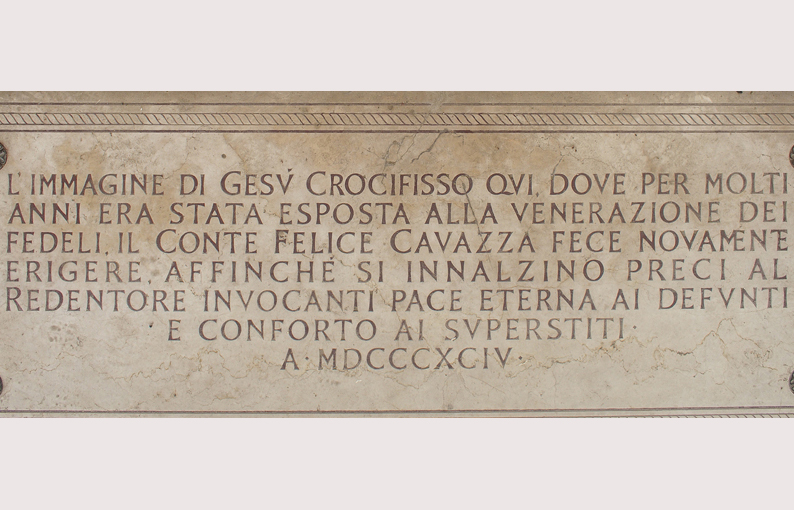 L'IMMAGINE DI GESV́ CROCIFISSO QVI, DOVE PER MOLTI
ANNI ERA STATA ESPOSTA ALLA VENERAZIONE DEI
FEDELI, IL CONTE FELICE CAVAZZA FECE NOVAMENTE
ERIGERE, AFFINCHÉ SI INNALZINO PRECI AL
REDENTORE INVOCANTI PACE ETERNA AI DEFVNTI
E CONFORTO AI SVPERSTITI·
A·MDCCCXCIV·